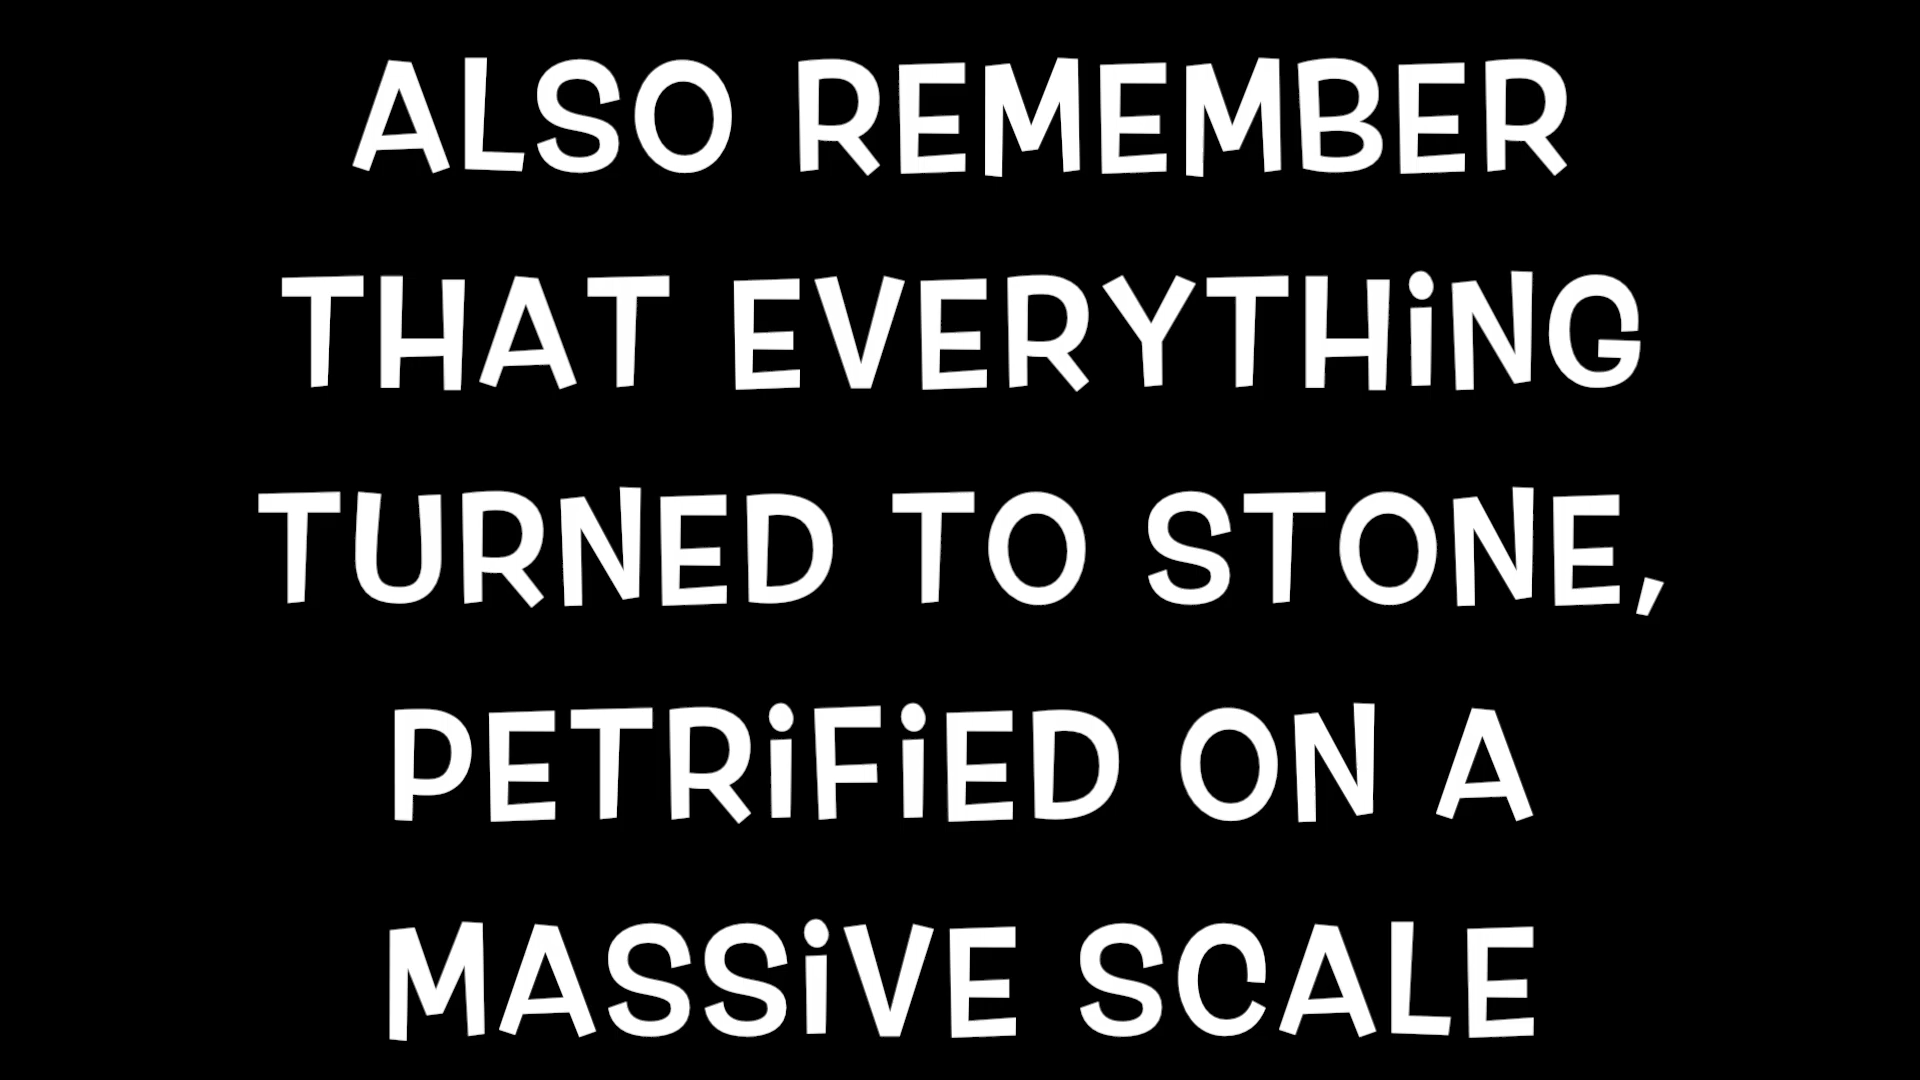 ALSO REMEMBER
THAT EVERYTHiNG
TURNED TO STONE,
PETRiFiED ON A
MASSiVE SCALE